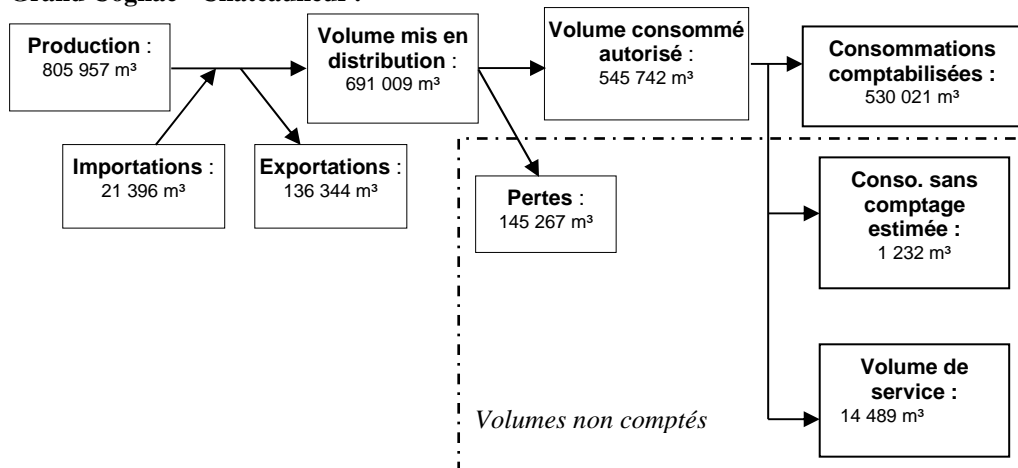 Grand Cognac - Châteauneuf :
Production :
805 957 m³
Volume mis en
distribution :
691 009 m³
Volume consommé
autorisé :
545 742 m³
Consommations
comptabilisées :
530 021 m³
Importations :
21 396 m³
Exportations :
136 344 m³
Pertes :
145 267 m³
Conso. sans
comptage
estimée :
1 232 m³
Volume de
service :
14 489 m³
Volumes non comptés